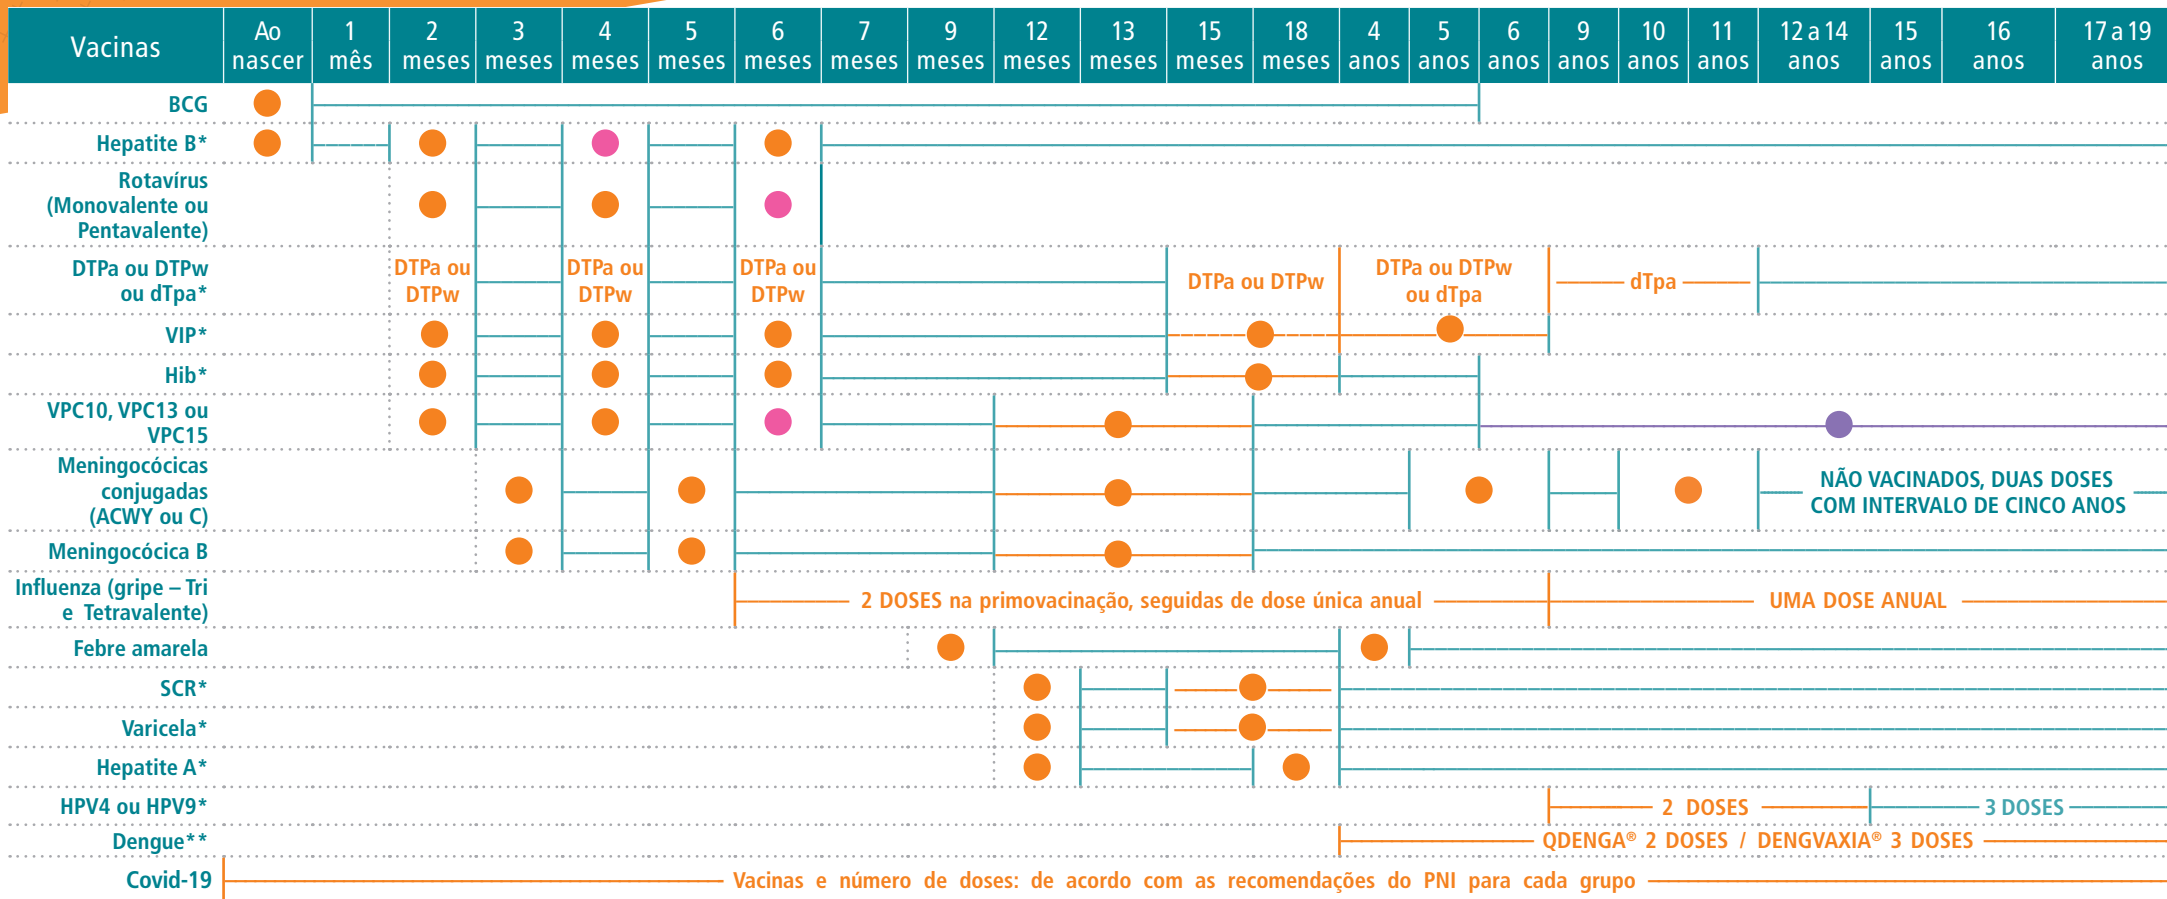 Vacinas
Ao nascer
1 mês
2 meses
3 meses
4 meses
5 meses
6 meses
7 meses
9 meses
12 meses
13 meses
15 meses
18 meses
4 anos
5 anos
6 anos
9 anos
10 anos
11 anos
12 a 14 anos
15 anos
16 anos
17 a 19 anos
BCG
Hepatite B*
Rotavírus
(Monovalente ou
Pentavalente)
DTPa ou DTPw
ou dTpa*
DTPa ou
DTPw
DTPa ou
DTPw
DTPa ou
DTPw
DTPa ou DTPw
DTPa ou DTPw
ou dTpa
dTpa
VIP*
Hib*
VPC10, VPC13 ou
VPC15
Meningocócicas
conjugadas
(ACWY ou C)
NÃO VACINADOS, DUAS DOSES
COM INTERVALO DE CINCO ANOS
Meningocócica B
Influenza (gripe – Tri
e Tetravalente)
2 DOSES na primovacinação, seguidas de dose única anual
UMA DOSE ANUAL
Febre amarela
SCR*
Varicela*
Hepatite A*
HPV4 ou HPV9*
2 DOSES
3 DOSES
Dengue**
QDENGA® 2 DOSES / DENGVAXIA® 3 DOSES
Covid-19
Vacinas e número de doses: de acordo com as recomendações do PNI para cada grupo